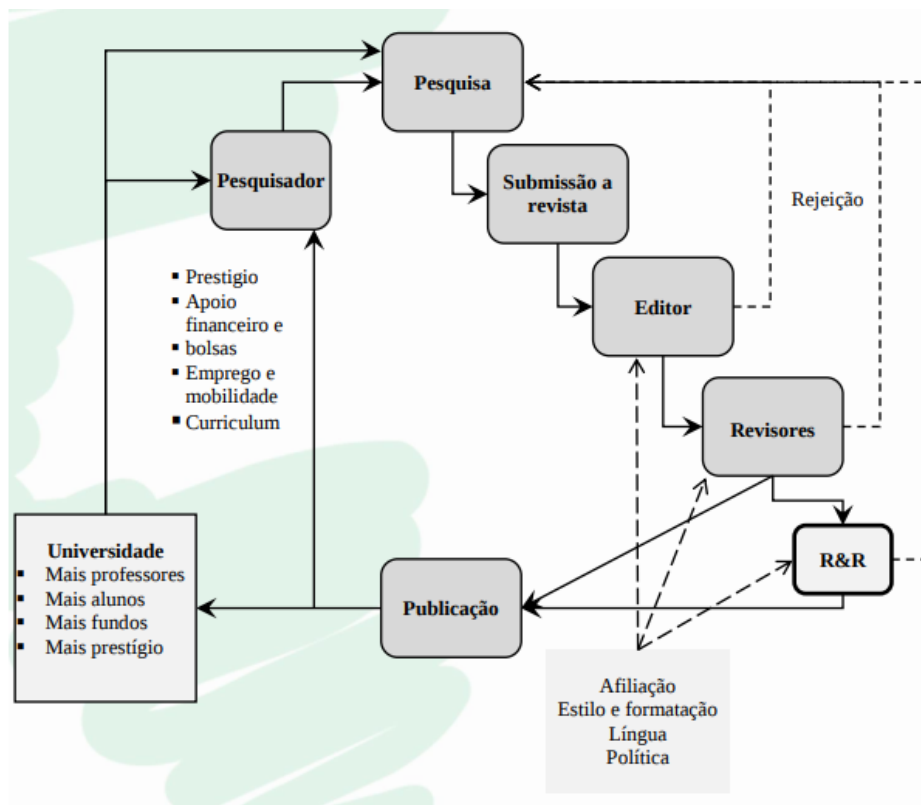 Pesquisa
Pesquisador
Submissão a
revista
Rejeição
▪ Prestigio
▪ Apoio
financeiro e
▪ bolsas
▪ Emprego e
mobilidade
▪ Curriculum
Editor
Revisores
Universidade
▪ Mais professores
▪ Mais alunos
▪ Mais fundos
▪ Mais prestígio
Publicação
R&R
Afiliação
Estilo e formatação
Língua
Política